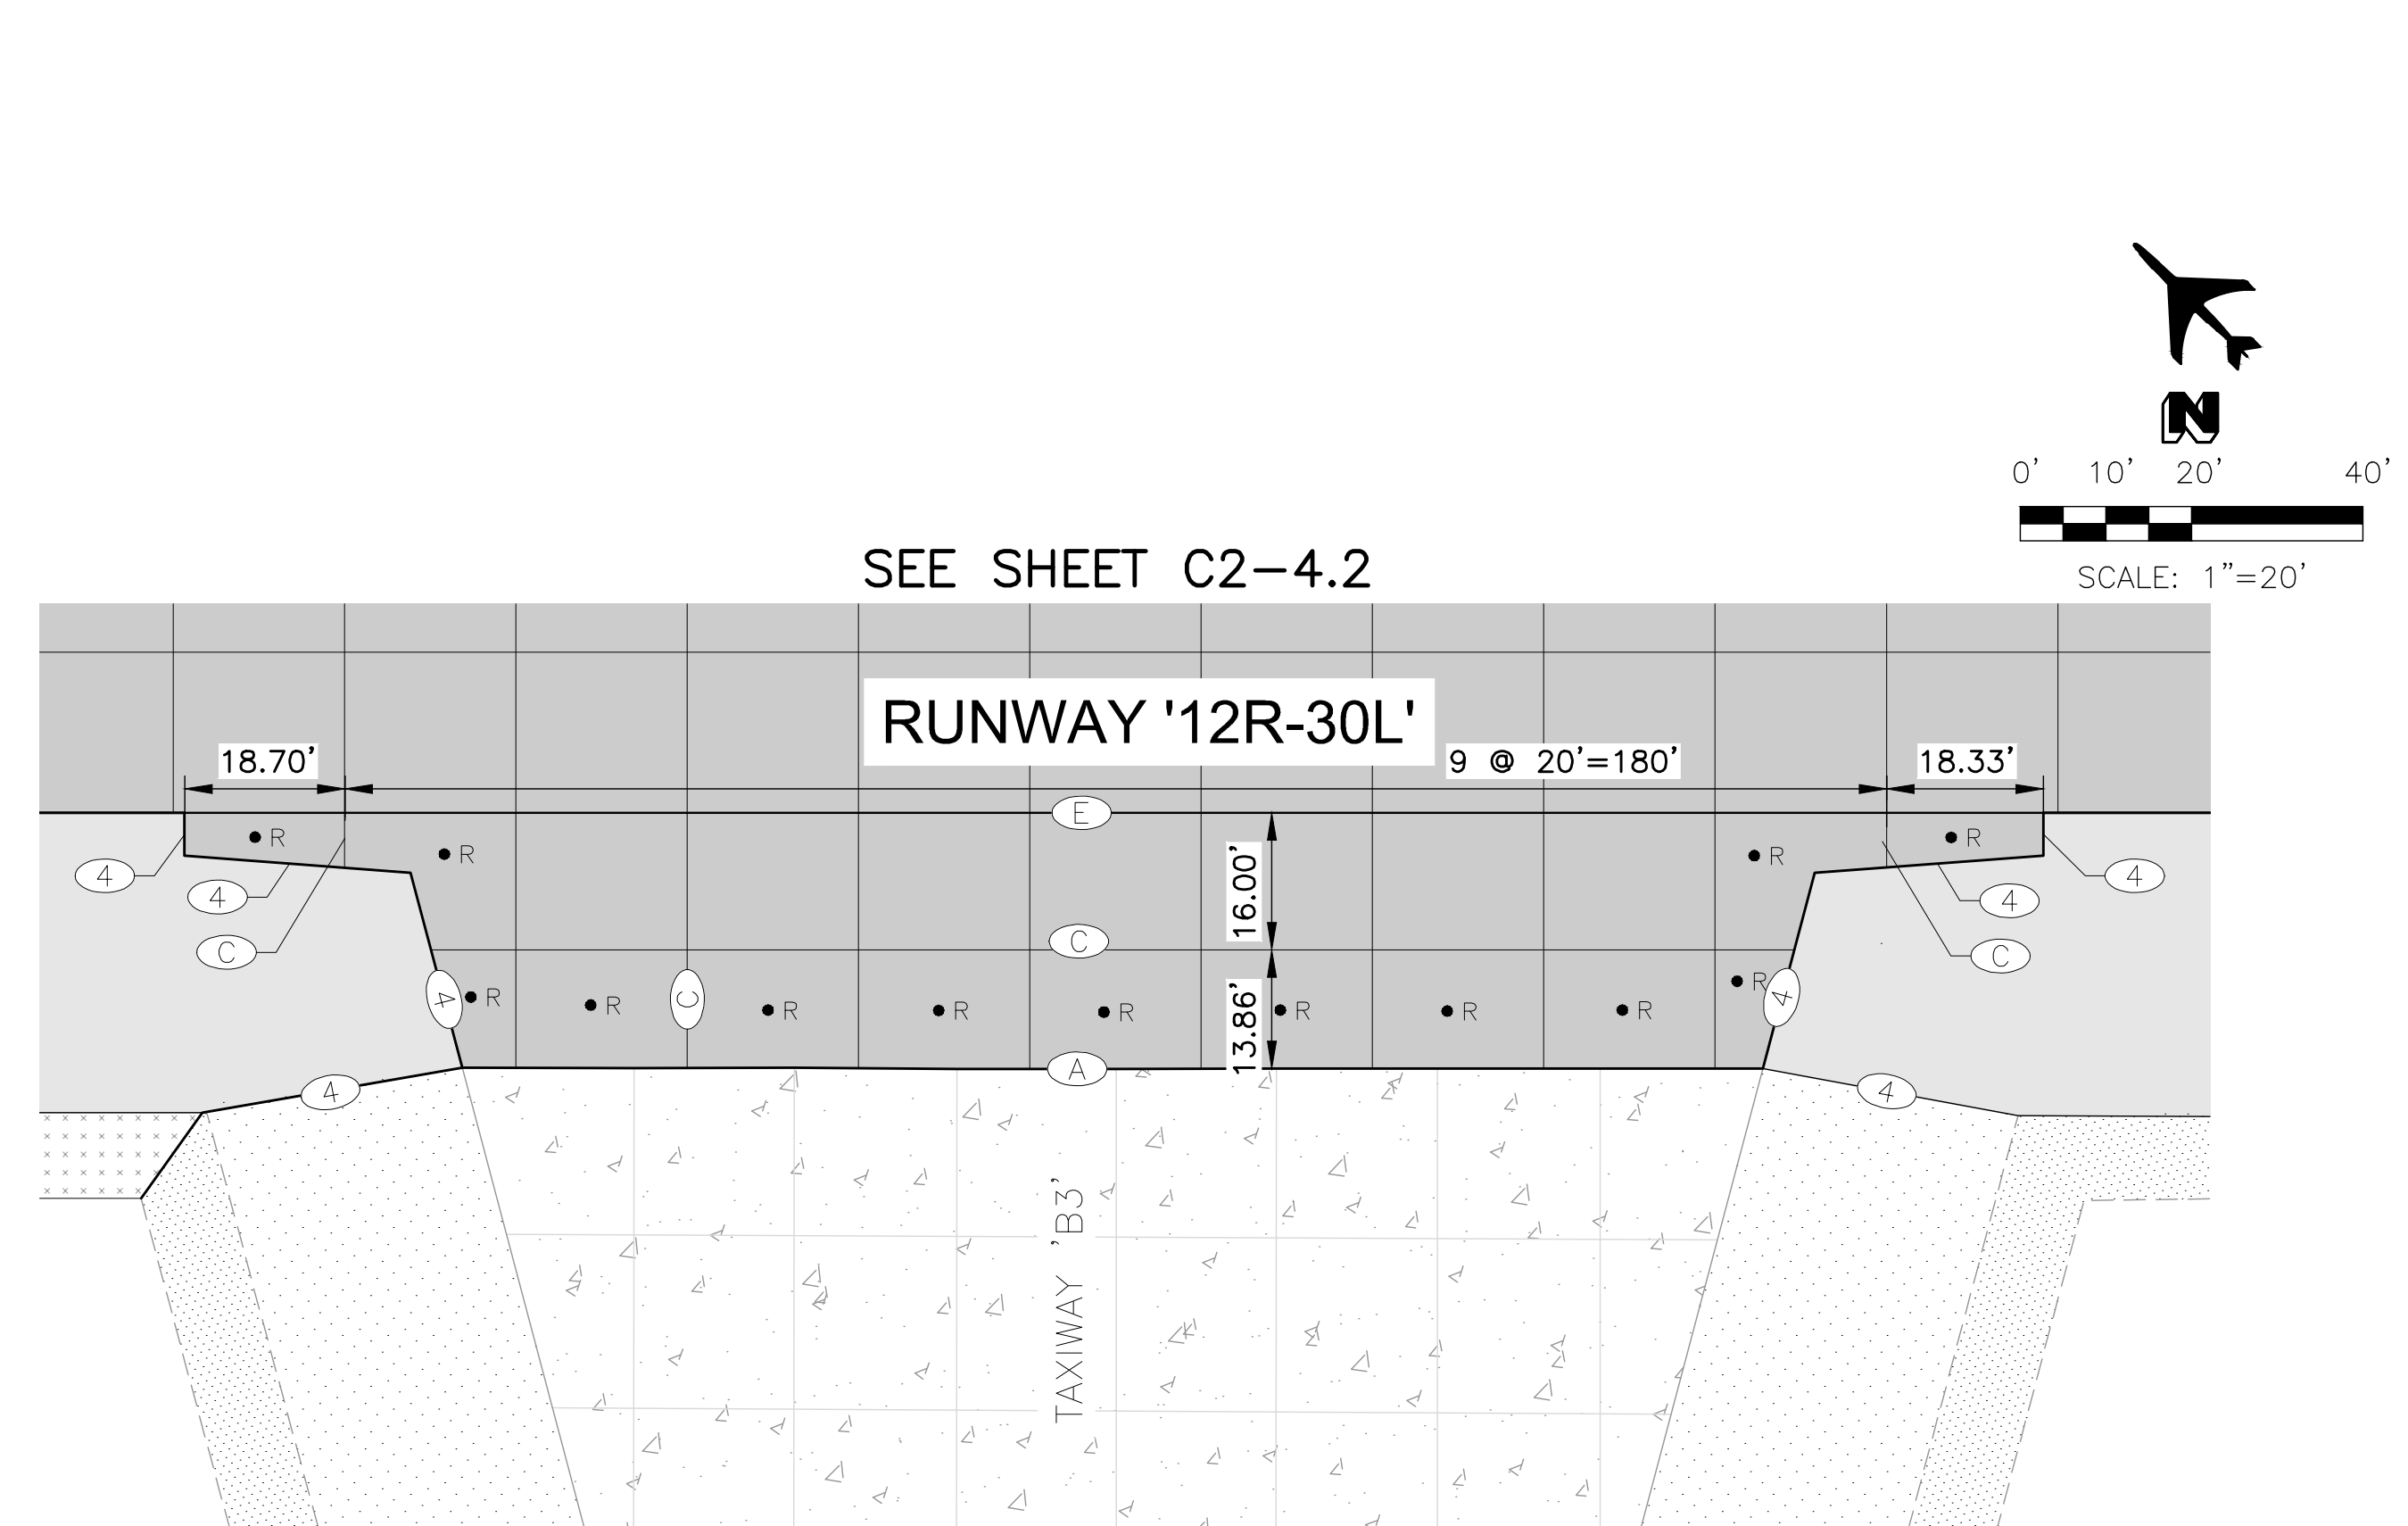 N
0' 10' 20' 40'
SCALE: 1"=20'
SEE SHEET C2-4.2
RUNWAY '12R-30L'
18.70'
9 @ 20'=180'
18.33'
E
R
R
R
R
4
4
4
4
16.00'
C
C
C
4
R
R
C
R
R
R
R
R
R
R
4
13.86'
A
4
4
TAXIWAY 'B3'